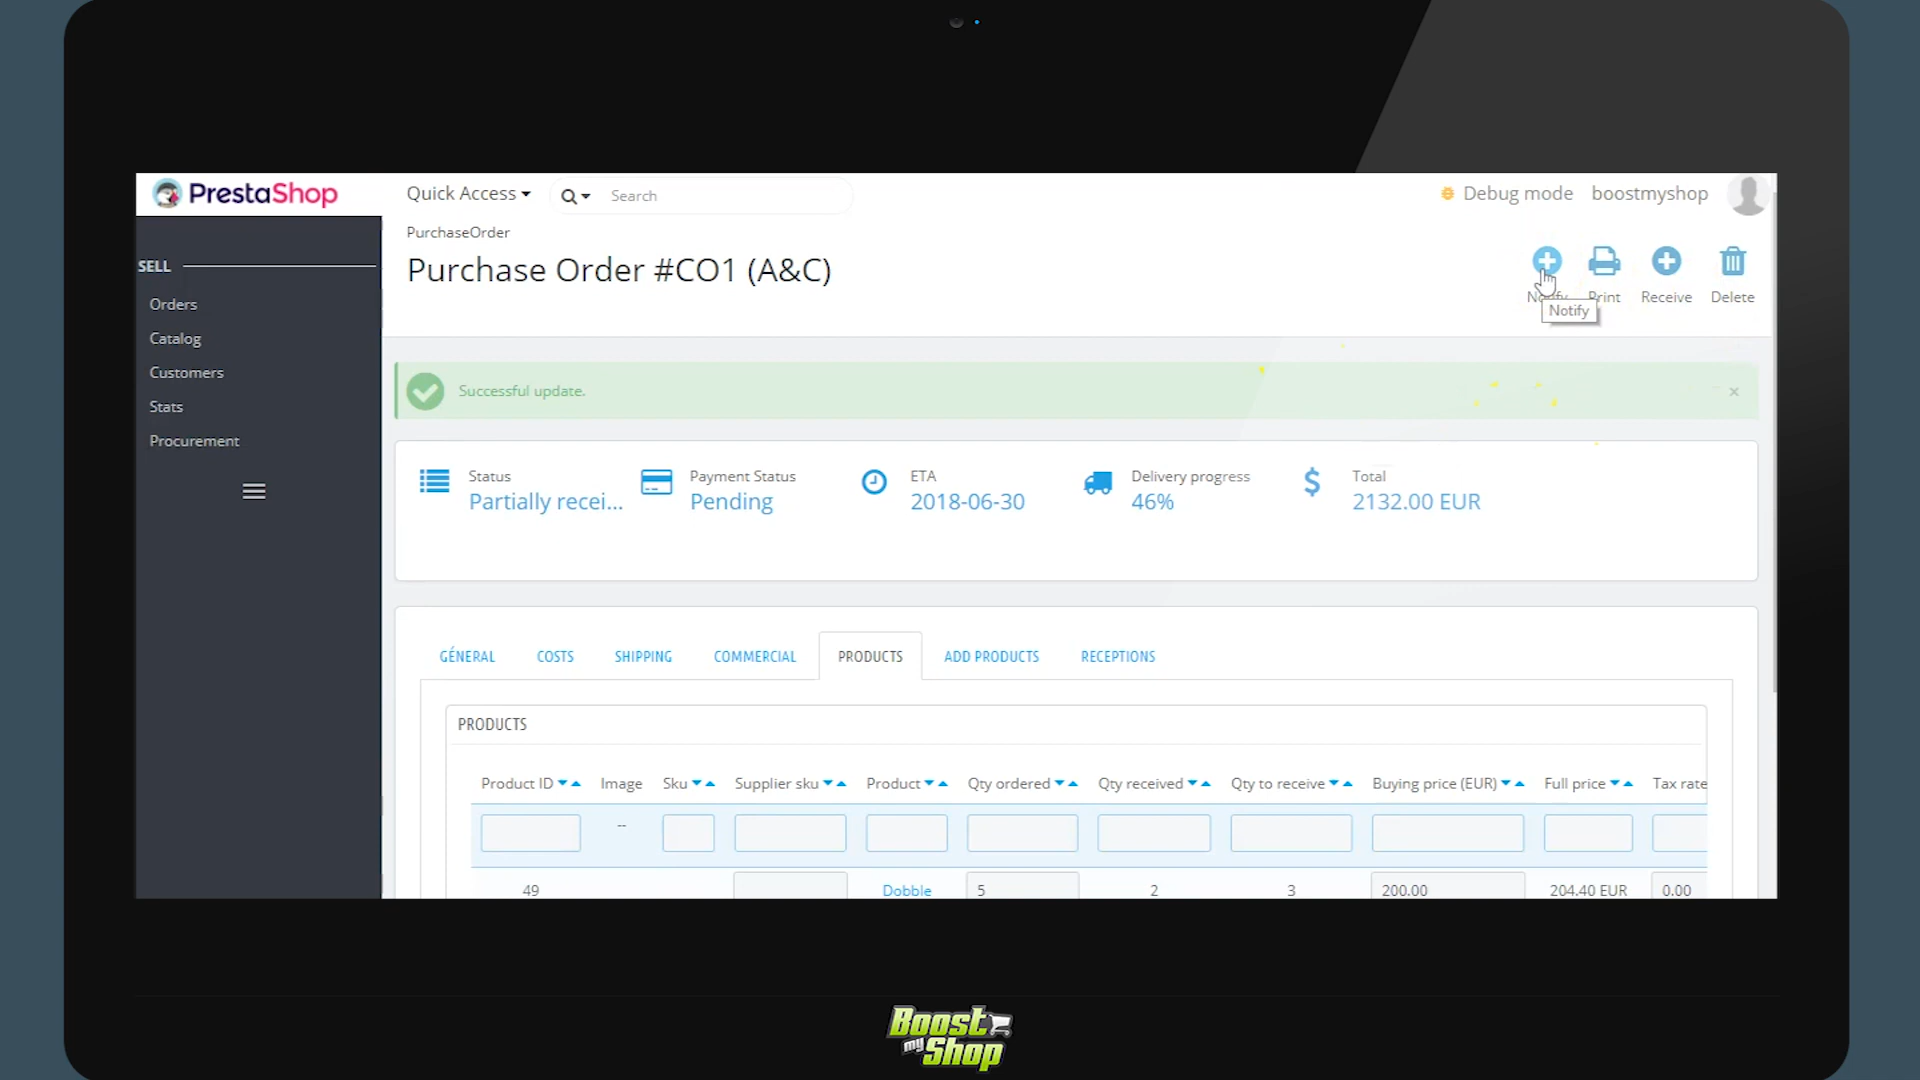 PrestaShop
Quick Access
Search
Debug mode
boostmyshop
PurchaseOrder
Purchase Order #CO1 (A&C)
Notify
Print
Receive
Delete
Notify
SELL
Orders
Catalog
Customers
Stats
Procurement
Successful update.
×
Status
Partially recei...
Payment Status
Pending
ETA
2018-06-30
Delivery progress
46%
Total
2132.00 EUR
GÉNERAL
COSTS
SHIPPING
COMMERCIAL
PRODUCTS
ADD PRODUCTS
RECEPTIONS
PRODUCTS
Product ID
Image
Sku
Supplier sku
Product
Qty ordered
Qty received
Qty to receive
Buying price (EUR)
Full price
Tax rate
--
49
Dobble
5
2
3
200.00
204.40 EUR
0.00
Boost
my
Shop